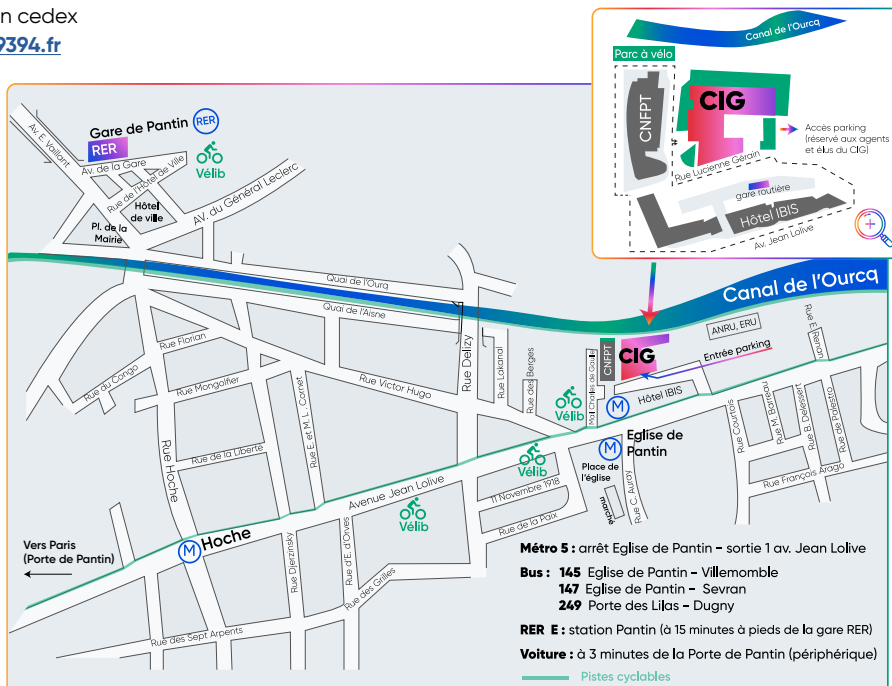 n cedex
9394.fr
Canal de l'Ourcq
Parc à vélo
CNFPT
CIG
Accès parking
(réservé aux agents
et élus du CIG)
Rue Lucienne Gérain
gare routière
Hôtel IBIS
Av. Jean Lolive
Av. E. Vaillant
Gare de Pantin RER
RER
Vélib
Av. de la Gare
Rue de l'Hôtel de Ville
Hôtel
de ville
Pl. de la
Mairie
AV. du Général Leclerc
Quai de l'Ourq
Quai de l'Aisne
Canal de l'Ourcq
ANRU, ERU
Rue E. Renan
Rue Florian
Rue du Congo
Rue Mongolfier
Rue Victor Hugo
Rue Delizy
Rue Lakanal
Rue des Berges
Mail Charles de Gaulle
CNFPT
CIG
Entrée parking
Hôtel IBIS
M
Vélib
Rue Hoche
Rue de la Liberté
Rue E. et M. L. Cornet
M
Eglise de
Pantin
Place de
l'église
marché
Rue C. Auray
Rue Courtois
Rue M. Borreau
Rue B. Delessert
Rue de Palestro
Rue François Arago
Vélib
11 Novembre 1918
Rue de la Paix
Avenue Jean Lolive
Vélib
M Hoche
Vers Paris
(Porte de Pantin)
Rue Djerzinsky
Rue d'E. d'Orves
Rue des Grilles
Rue des Sept Arpents
Métro 5 : arrêt Eglise de Pantin – sortie 1 av. Jean Lolive
Bus : 145 Eglise de Pantin – Villemomble
147 Eglise de Pantin – Sevran
249 Porte des Lilas – Dugny
RER E : station Pantin (à 15 minutes à pieds de la gare RER)
Voiture : à 3 minutes de la Porte de Pantin (périphérique)
Pistes cyclables